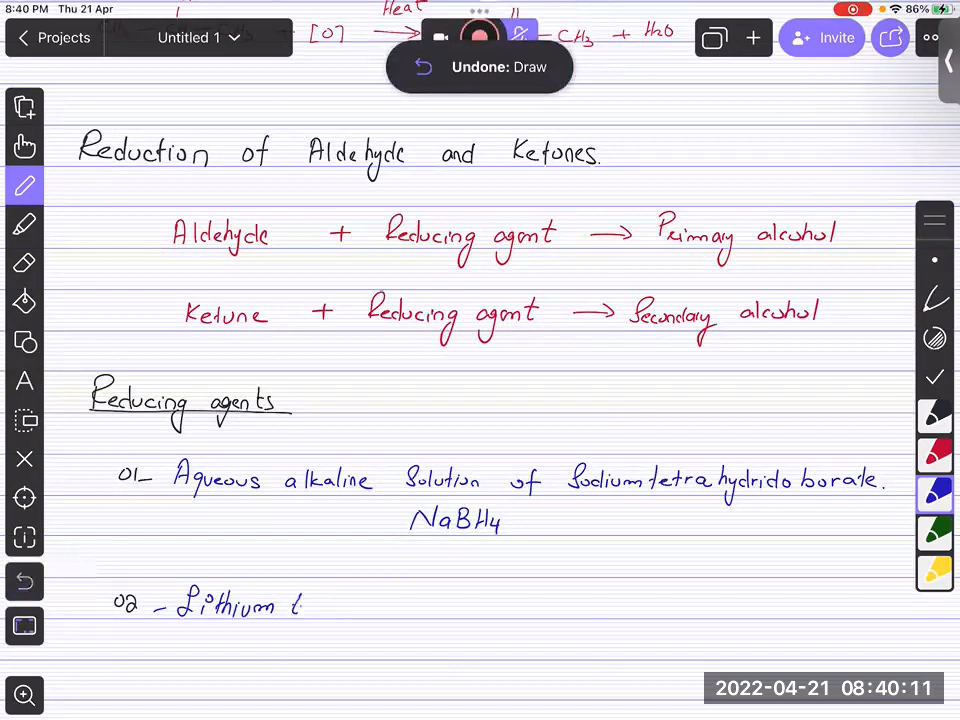 8:40 PM Thu 21 Apr
86%
Heat
Projects
Untitled 1
+ [O] → CH3 + H2O
Invite
Undone: Draw
Reduction of Aldehyde and Ketones.
Aldehyde + Reducing agent → Primary alcohol
Ketone + Reducing agent → Secondary alcohol
Reducing agents
01- Aqueous alkaline Solution of Sodium tetrahydrido borate.
NaBH4
02 - Lithium t
2022-04-21 08:40:11